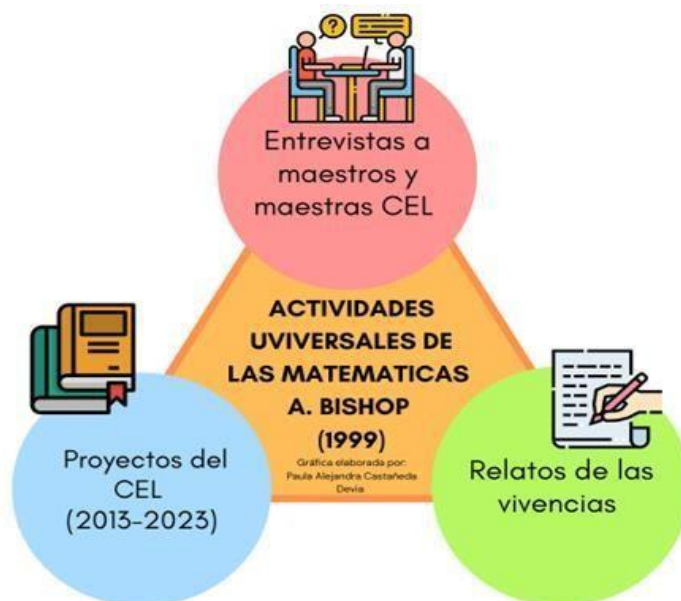 ?
Entrevistas a
maestros y
maestras CEL
ACTIVIDADES
UVIVERSALES DE
LAS MATEMATICAS
A. BISHOP
(1999)
Gráfica elaborada por:
Paula Alejandra Castañeda
Devia
Proyectos del
CEL
(2013-2023)
Relatos de las
vivencias